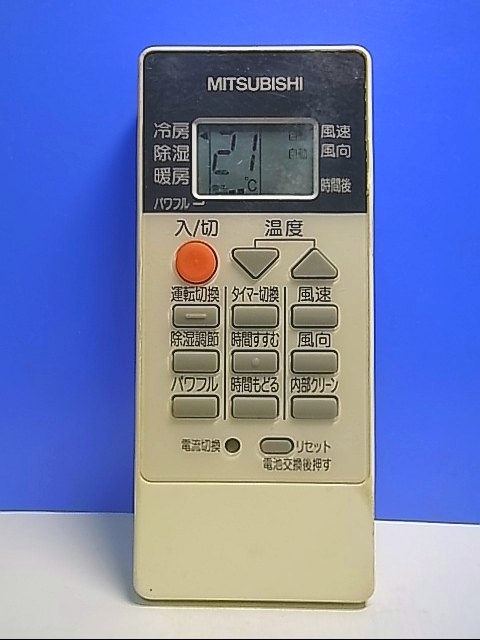 MITSUBISHI
冷房 風速
除湿 21 自動 風向
暖房 ℃ 時間後
パワフル
入/切 温度
運転切換 タイマー切換 風速
除湿調節 時間すすむ 風向
パワフル 時間もどる 内部クリーン
電流切換 リセット
電池交換後押す